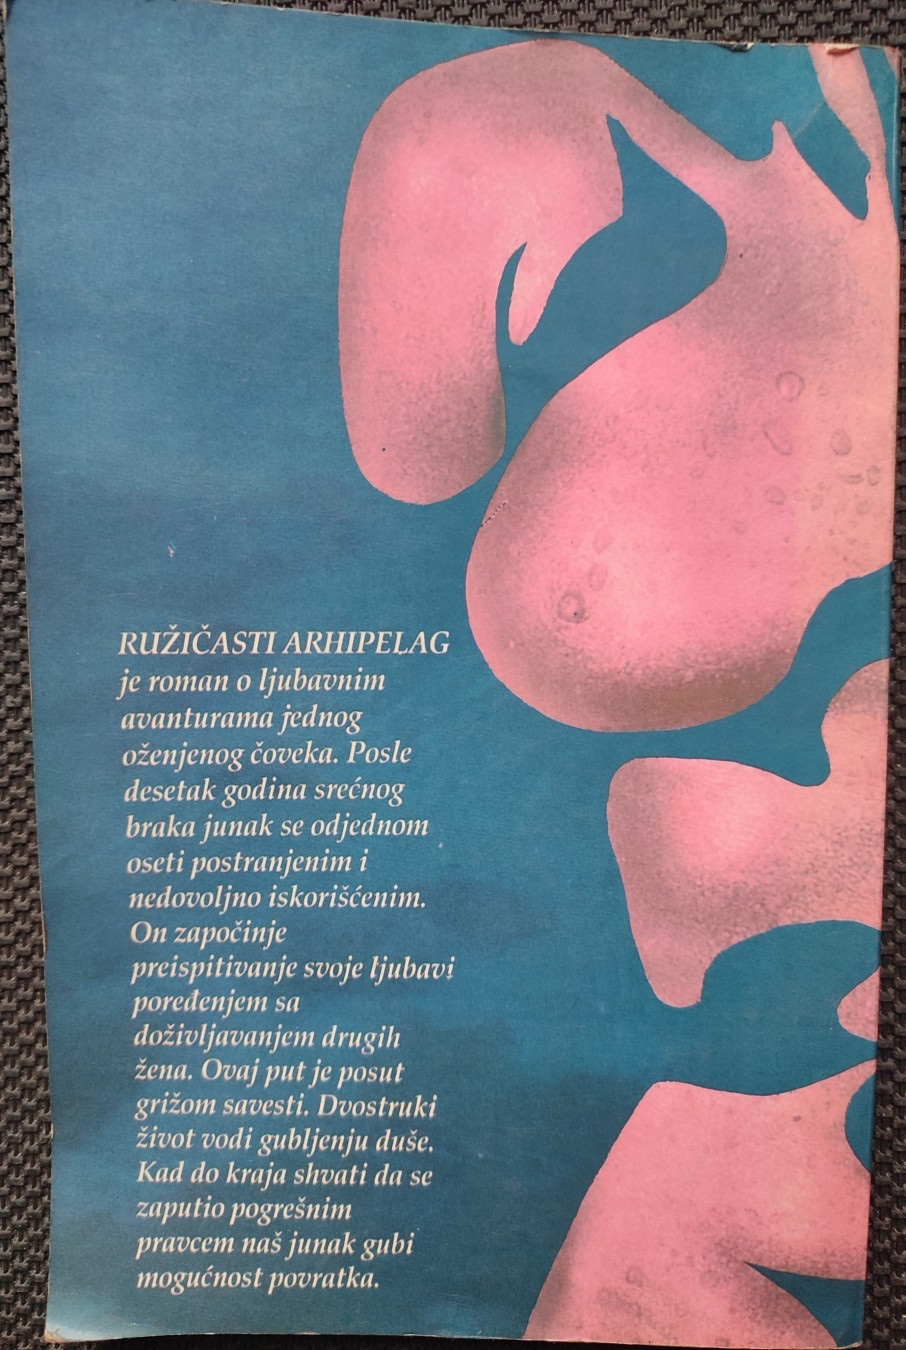 RUŽIČASTI ARHIPELAG
je roman o ljubavnim
avanturama jednog
oženjenog čoveka. Posle
desetak godina srećnog
braka junak se odjednom
oseti postranjenim i
nedovoljno iskorišćenim.
On započinje
preispitivanje svoje ljubavi
poređenjem sa
doživljavanjem drugih
žena. Ovaj put je posut
grižom savesti. Dvostruki
život vodi gubljenju duše.
Kad do kraja shvati da se
zaputio pogrešnim
pravcem naš junak gubi
mogućnost povratka.